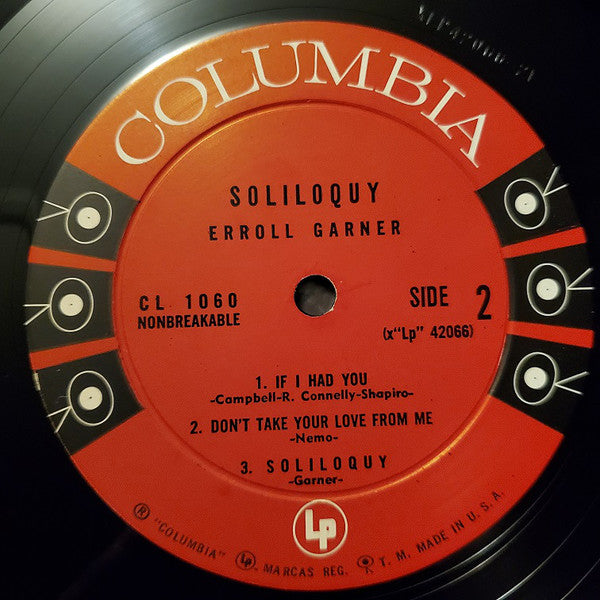 COLUMBIA
SOLILOQUY
ERROLL GARNER
CL 1060
NONBREAKABLE
SIDE 2
(x"Lp" 42066)
1. IF I HAD YOU
-Campbell-R. Connelly-Shapiro-
2. DON'T TAKE YOUR LOVE FROM ME
-Nemo-
3. SOLILOQUY
-Garner-
Lp
® "COLUMBIA" Lp MARCAS REG. T. M. MADE IN U. S. A.